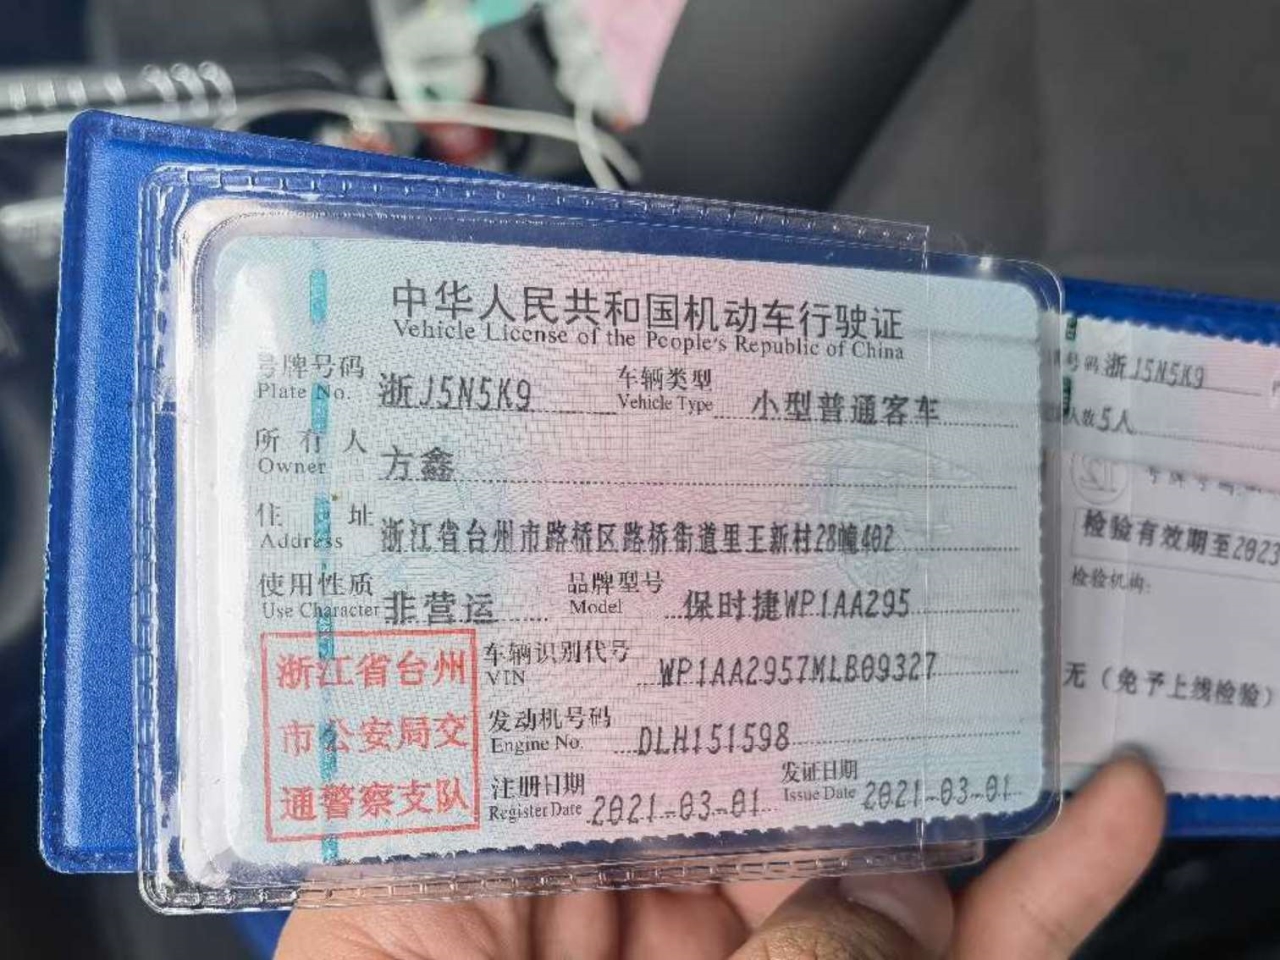 中华人民共和国机动车行驶证
Vehicle License of the People's Republic of China
号牌号码 浙J5N5K9 车辆类型 小型普通客车
Plate No. Vehicle Type
所有人 方鑫
Owner
住址 浙江省台州市路桥区路桥街道里王新村28幢402
Address
使用性质 非营运 品牌型号 保时捷WP1AA295
Use Character Model
浙江省台州
市公安局交
通警察支队
车辆识别代号 WP1AA2957MLB09327
VIN
发动机号码 DLH151598
Engine No.
注册日期 2021-03-01 发证日期 2021-03-01
Register Date Issue Date
号码 浙J5N5K9
人数 5人
检验有效期至2023
检验机构:
无(免予上线检验)